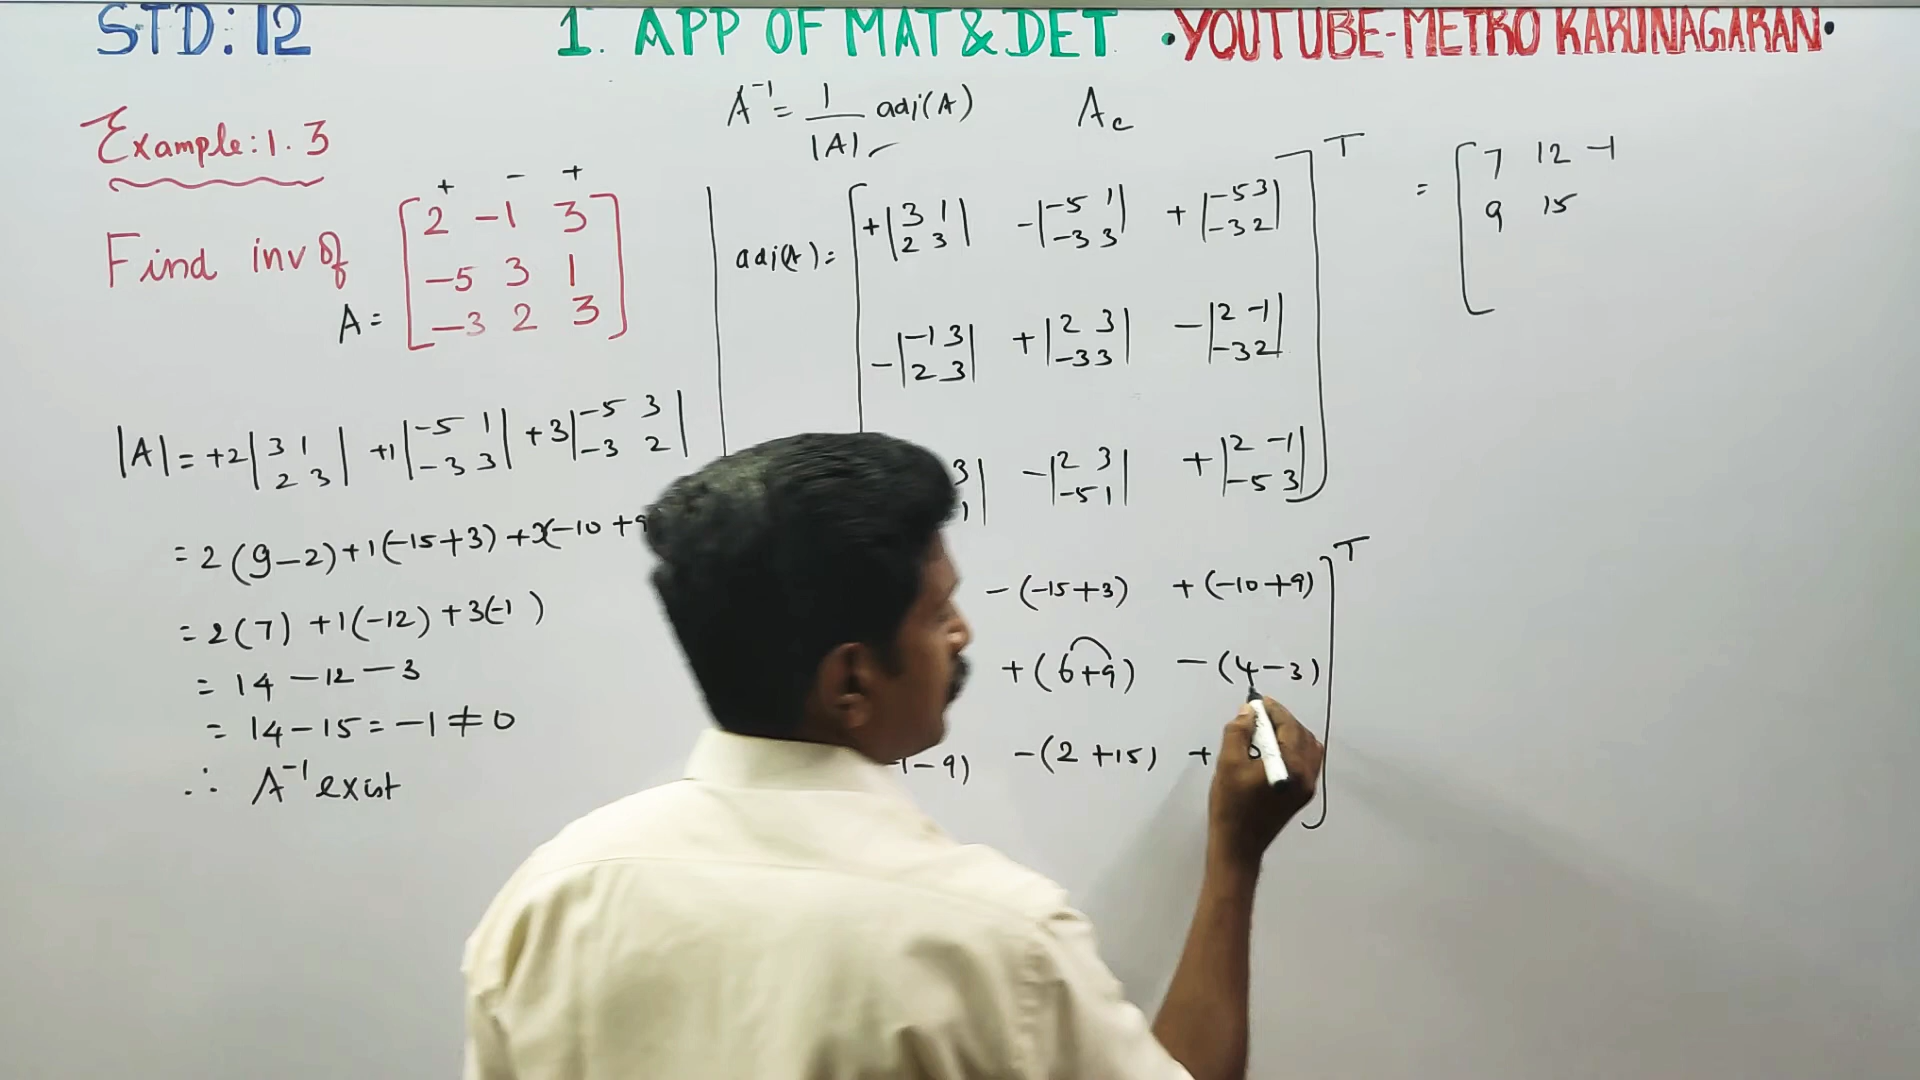 STD: 12 1. APP OF MAT & DET •YOUTUBE-METRO KARUNAGARAN•
A⁻¹ = 1/|A| adj(A) A_c
Example: 1.3
Find inv of
+ - +
A = [2 -1 3
-5 3 1
-3 2 3]
|A| = +2|3 1; 2 3| +1|-5 1; -3 3| +3|-5 3; -3 2|
= 2(9-2)+1(-15+3)+3(-10+9
= 2(7) +1(-12) +3(-1)
= 14 -12 -3
= 14-15 = -1 ≠ 0
∴ A⁻¹ exist
adj(A) = [+|3 1; 2 3| -|-5 1; -3 3| +|-5 3; -3 2|
-|-1 3; 2 3| +|2 3; -3 3| -|2 -1; -3 2|
3; 1| -|2 3; -5 1| +|2 -1; -5 3|]ᵀ
-(-15+3) +(-10+9)
+(6+9) -(4-3)
-9) -(2+15) +]ᵀ
= [7 12 -1
9 15